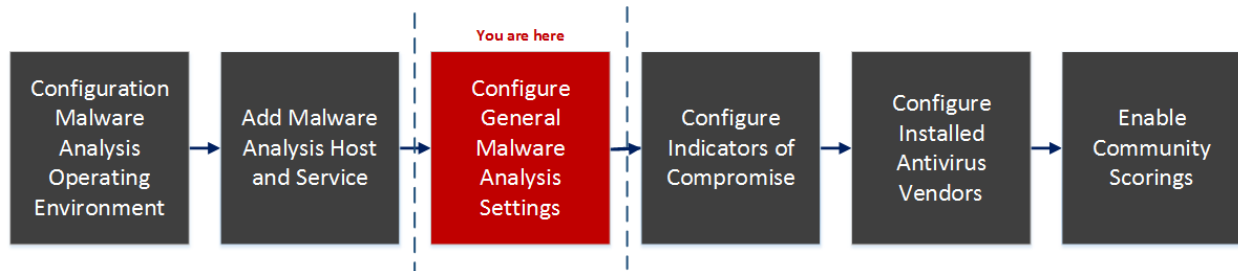 You are here
Configuration
Malware
Analysis
Operating
Environment
Add Malware
Analysis Host
and Service
Configure
General
Malware
Analysis
Settings
Configure
Indicators of
Compromise
Configure
Installed
Antivirus
Vendors
Enable
Community
Scorings